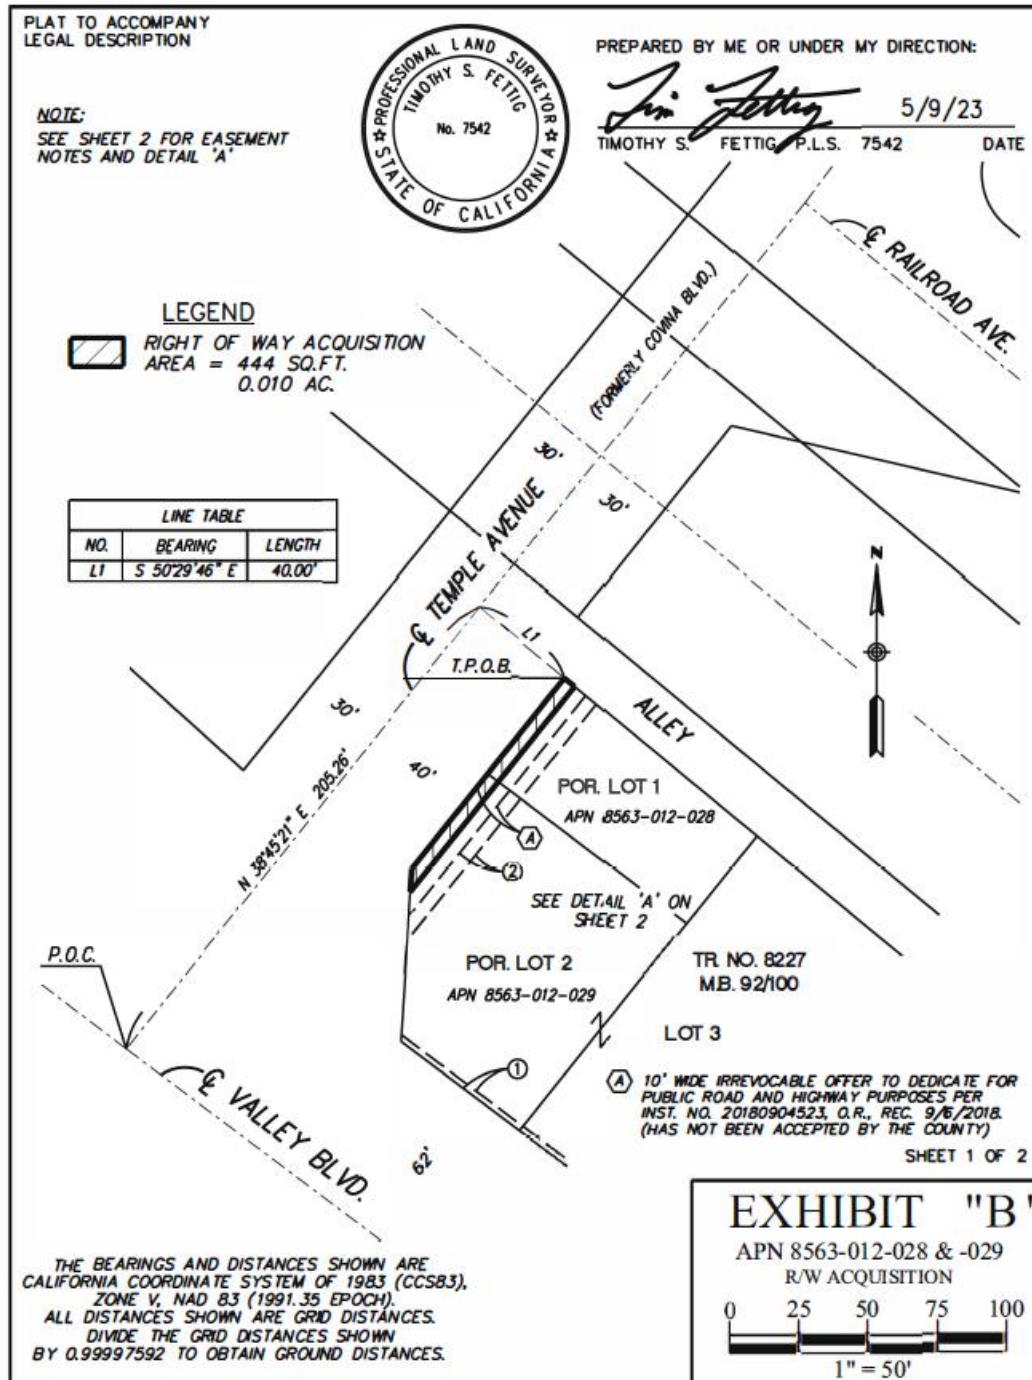 PLAT TO ACCOMPANY
LEGAL DESCRIPTION
NOTE:
SEE SHEET 2 FOR EASEMENT
NOTES AND DETAIL 'A'
PROFESSIONAL LAND SURVEYOR
TIMOTHY S. FETTIG
No. 7542
STATE OF CALIFORNIA
PREPARED BY ME OR UNDER MY DIRECTION:
Tim Fettig
5/9/23
TIMOTHY S. FETTIG P.L.S. 7542 DATE
℄ RAILROAD AVE.
(FORMERLY COVINA BLVD.)
LEGEND
RIGHT OF WAY ACQUISITION
AREA = 444 SQ.FT.
0.010 AC.
30'
30'
LINE TABLE
NO. BEARING LENGTH
L1 S 50°29'46" E 40.00'
℄ TEMPLE AVENUE
N
L1
T.P.O.B.
ALLEY
30'
40'
N 38°45'21" E 205.26'
POR. LOT 1
APN 8563-012-028
A
2
SEE DETAIL 'A' ON
SHEET 2
P.O.C.
POR. LOT 2
APN 8563-012-029
TR. NO. 8227
M.B. 92/100
LOT 3
1
℄ VALLEY BLVD.
62'
A 10' WIDE IRREVOCABLE OFFER TO DEDICATE FOR
PUBLIC ROAD AND HIGHWAY PURPOSES PER
INST. NO. 20180904523, O.R., REC. 9/6/2018.
(HAS NOT BEEN ACCEPTED BY THE COUNTY)
SHEET 1 OF 2
THE BEARINGS AND DISTANCES SHOWN ARE
CALIFORNIA COORDINATE SYSTEM OF 1983 (CCS83),
ZONE V, NAD 83 (1991.35 EPOCH).
ALL DISTANCES SHOWN ARE GRID DISTANCES.
DIVIDE THE GRID DISTANCES SHOWN
BY 0.99997592 TO OBTAIN GROUND DISTANCES.
EXHIBIT "B"
APN 8563-012-028 & -029
R/W ACQUISITION
0 25 50 75 100
1" = 50'